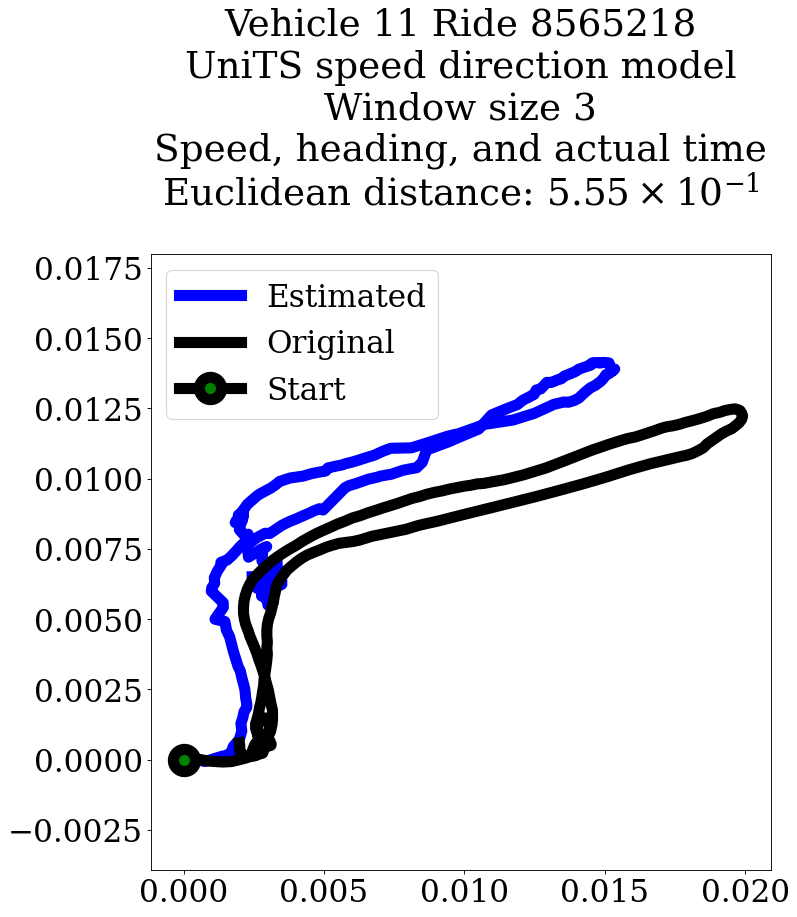 Vehicle 11 Ride 8565218
UniTS speed direction model
Window size 3
Speed, heading, and actual time
Euclidean distance: 5.55 × 10⁻¹
0.0175
0.0150
0.0125
0.0100
0.0075
0.0050
0.0025
0.0000
−0.0025
Estimated
Original
Start
0.000 0.005 0.010 0.015 0.020